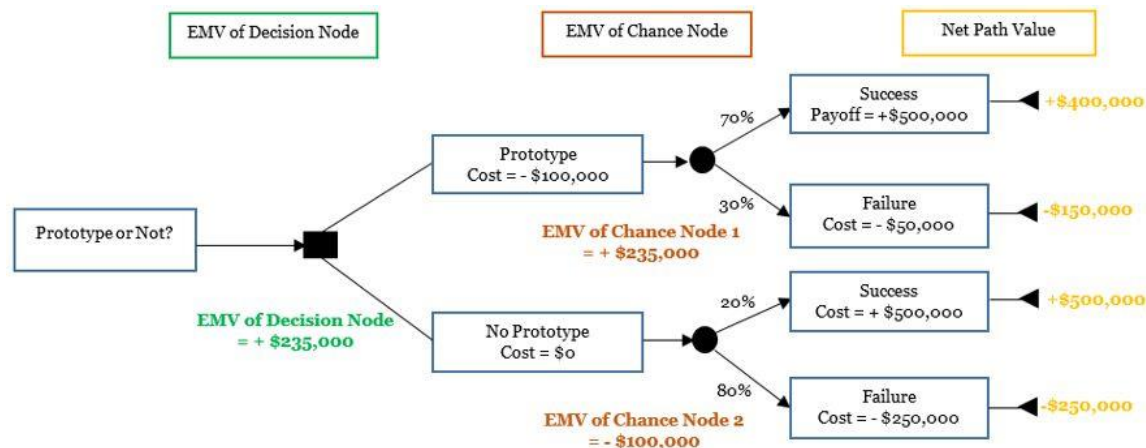 EMV of Decision Node
EMV of Chance Node
Net Path Value
Success
Payoff = +$500,000
+$400,000
70%
Prototype
Cost = - $100,000
30%
Failure
Cost = - $50,000
-$150,000
Prototype or Not?
EMV of Chance Node 1
= + $235,000
EMV of Decision Node
= + $235,000
Success
Cost = + $500,000
+$500,000
20%
No Prototype
Cost = $0
80%
Failure
Cost = - $250,000
-$250,000
EMV of Chance Node 2
= - $100,000